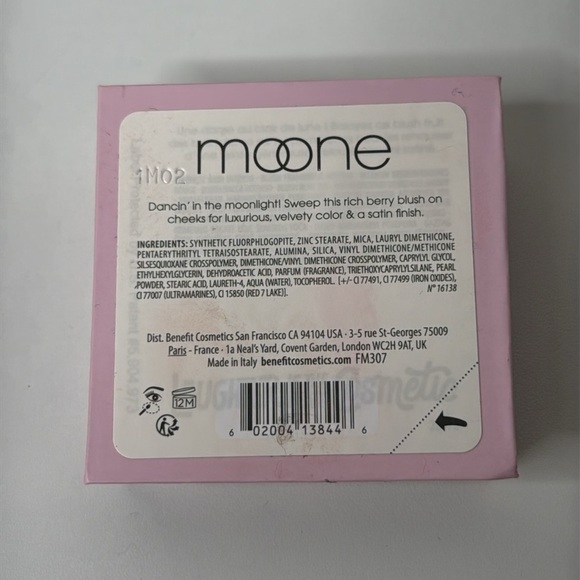 moone
1M02
Dancin' in the moonlight! Sweep this rich berry blush on
cheeks for luxurious, velvety color & a satin finish.
INGREDIENTS: SYNTHETIC FLUORPHLOGOPITE, ZINC STEARATE, MICA, LAURYL DIMETHICONE,
PENTAERYTHRITYL TETRAISOSTEARATE, ALUMINA, SILICA, VINYL DIMETHICONE/METHICONE
SILSESQUIOXANE CROSSPOLYMER, DIMETHICONE/VINYL DIMETHICONE CROSSPOLYMER, CAPRYLYL GLYCOL,
ETHYLHEXYLGLYCERIN, DEHYDROACETIC ACID, PARFUM (FRAGRANCE), TRIETHOXYCAPRYLYLSILANE, PEARL
POWDER, STEARIC ACID, LAURETH-4, AQUA (WATER), TOCOPHEROL. [+/- CI 77491, CI 77499 (IRON OXIDES),
CI 77007 (ULTRAMARINES), CI 15850 (RED 7 LAKE)].
N° 16138
Dist. Benefit Cosmetics San Francisco CA 94104 USA · 3-5 rue St-Georges 75009
Paris - France · 1a Neal's Yard, Covent Garden, London WC2H 9AT, UK
Made in Italy benefitcosmetics.com FM307
12M
6 02004 13844 6